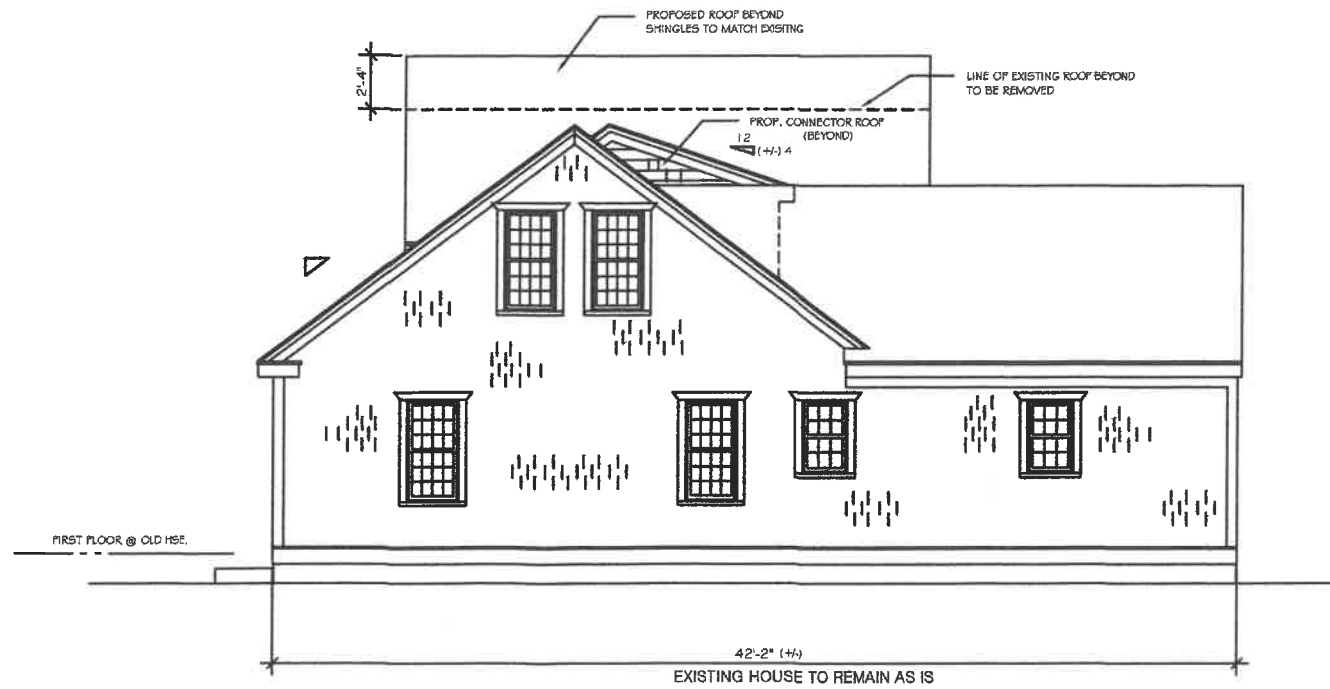 PROPOSED ROOF BEYOND
SHINGLES TO MATCH EXISITNG
2'-4"
LINE OF EXISTING ROOF BEYOND
TO BE REMOVED
PROP. CONNECTOR ROOF
(BEYOND)
12
(+/-) 4
FIRST FLOOR @ OLD HSE.
42'-2" (+/-)
EXISTING HOUSE TO REMAIN AS IS